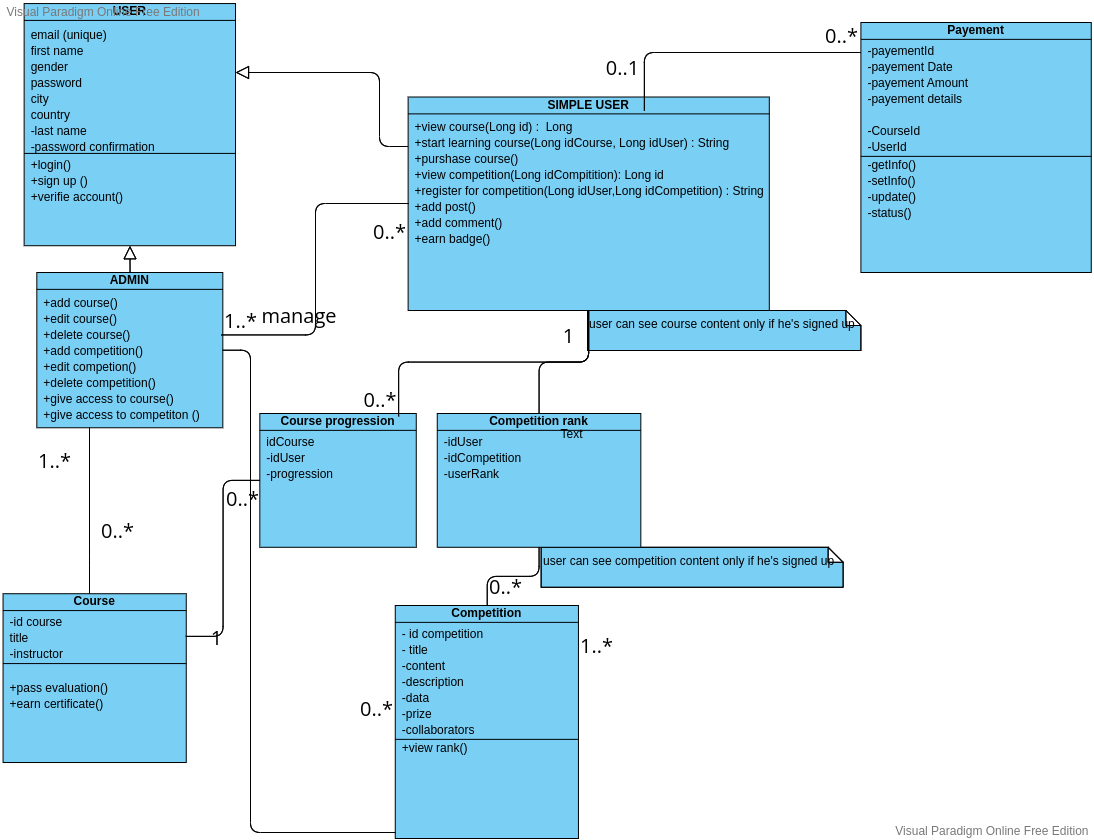 Visual Paradigm Online Free Edition
USER
email (unique)
first name
gender
password
city
country
-last name
-password confirmation
+login()
+sign up ()
+verifie account()
0..1
0..*
SIMPLE USER
+view course(Long id) : Long
+start learning course(Long idCourse, Long idUser) : String
+purshase course()
+view competition(Long idCompitition): Long id
+register for competition(Long idUser,Long idCompetition) : String
+add post()
+add comment()
+earn badge()
Payement
-payementId
-payement Date
-payement Amount
-payement details
-CourseId
-UserId
-getInfo()
-setInfo()
-update()
-status()
0..*
1..* manage
ADMIN
+add course()
+edit course()
+delete course()
+add competition()
+edit competion()
+delete competition()
+give access to course()
+give access to competiton ()
1
user can see course content only if he's signed up
0..*
Course progression
idCourse
-idUser
-progression
Competition rank
Text
-idUser
-idCompetition
-userRank
1..*
0..*
0..*
user can see competition content only if he's signed up
0..*
Course
-id course
title
-instructor
+pass evaluation()
+earn certificate()
1
Competition
- id competition
- title
-content
-description
-data
-prize
-collaborators
+view rank()
1..*
0..*
Visual Paradigm Online Free Edition